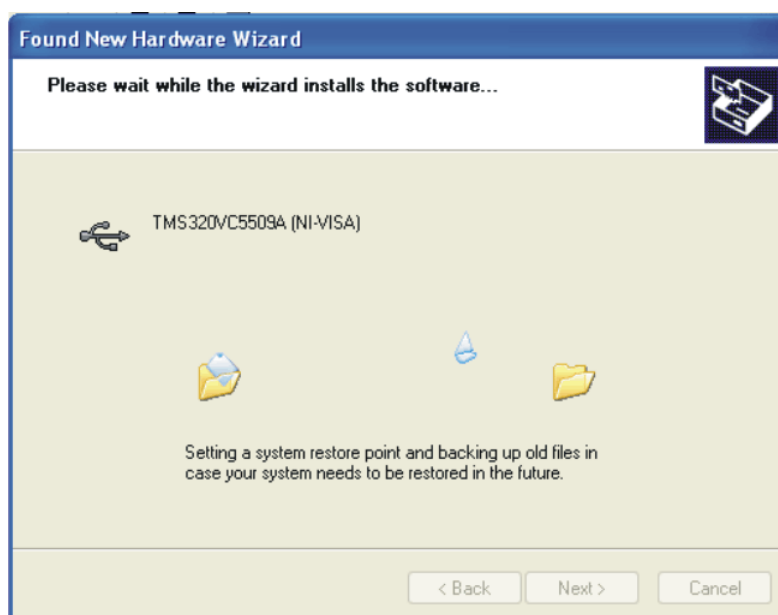 Found New Hardware Wizard
Please wait while the wizard installs the software...
TMS320VC5509A (NI-VISA)
Setting a system restore point and backing up old files in
case your system needs to be restored in the future.
< Back
Next >
Cancel